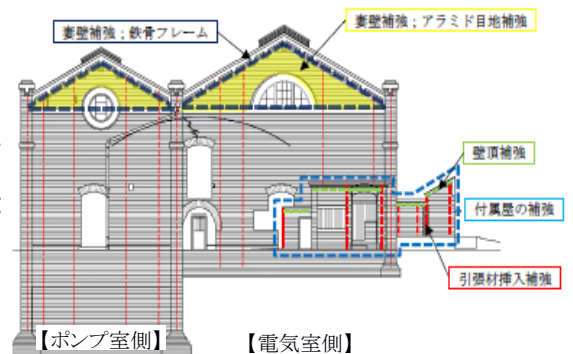 妻壁補強；鉄骨フレーム
妻壁補強；アラミド目地補強
壁頂補強
付属屋の補強
引張材挿入補強
【ポンプ室側】
【電気室側】